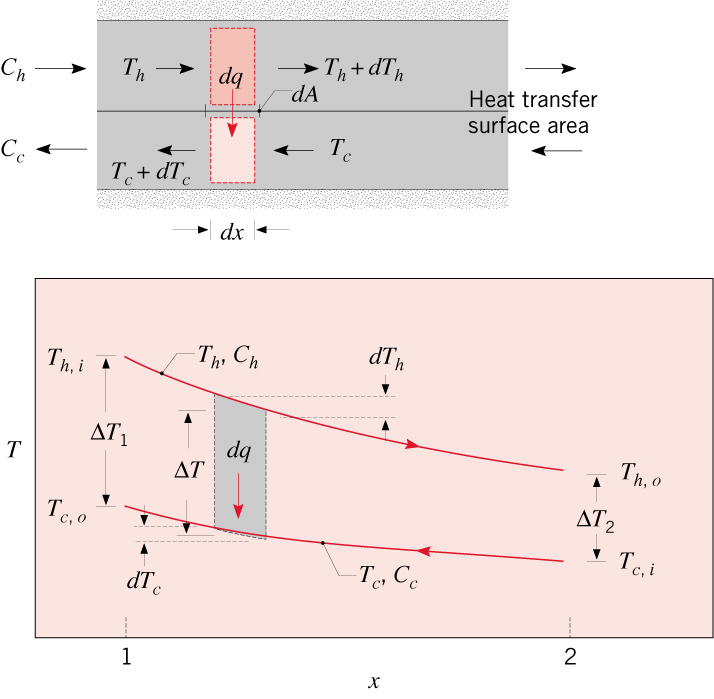 C_h T_h dq T_h + dT_h
dA
Heat transfer
surface area
C_c T_c + dT_c T_c
dx
T_h, i T_h, C_h dT_h
ΔT_1
T ΔT dq T_h, o
T_c, o ΔT_2
dT_c T_c, C_c T_c, i
1 2
x